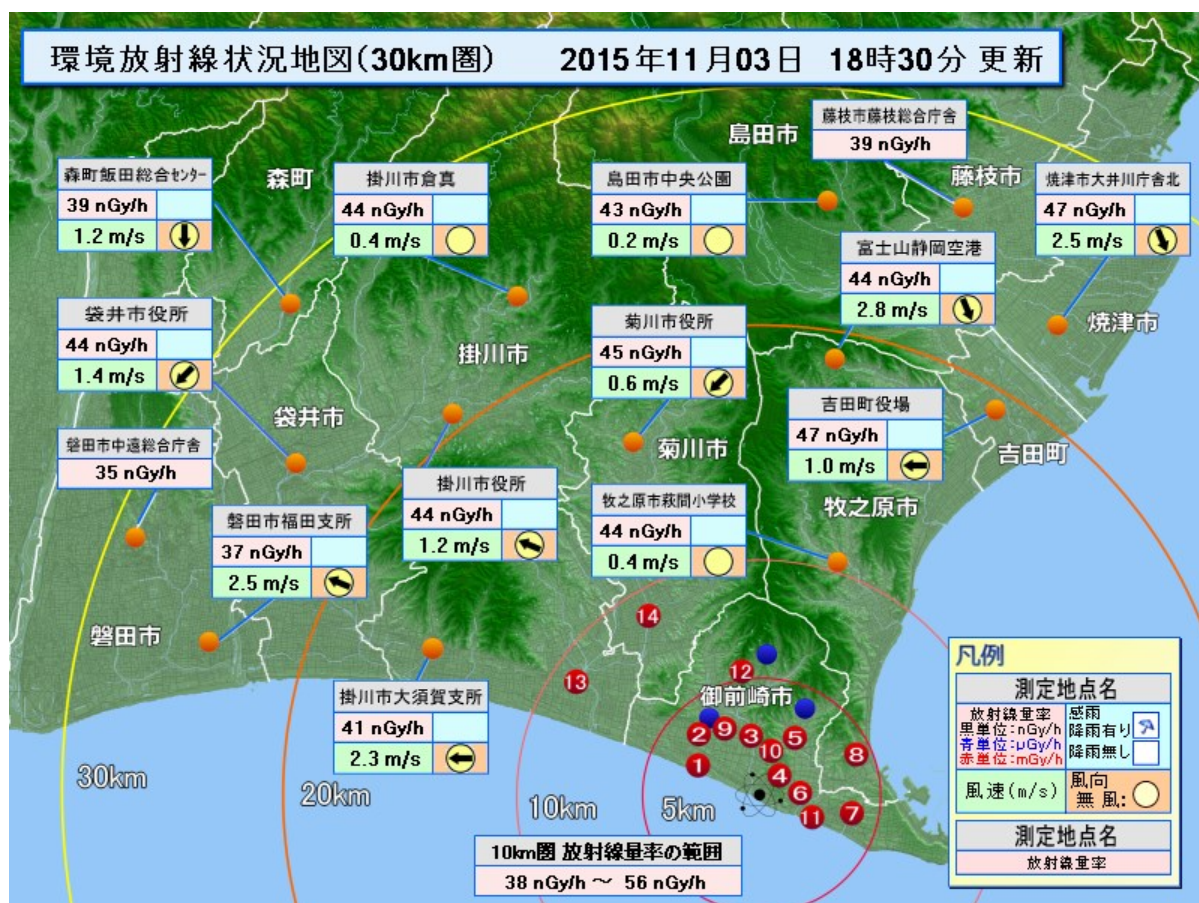 環境放射線状況地図(30km圏) 2015年11月03日 18時30分 更新
藤枝市藤枝総合庁舎
39 nGy/h
島田市
森町飯田総合センター
39 nGy/h
1.2 m/s
森町
掛川市倉真
44 nGy/h
0.4 m/s
島田市中央公園
43 nGy/h
0.2 m/s
藤枝市
焼津市大井川庁舎北
47 nGy/h
2.5 m/s
富士山静岡空港
44 nGy/h
2.8 m/s
袋井市役所
44 nGy/h
1.4 m/s
掛川市
菊川市役所
45 nGy/h
0.6 m/s
焼津市
袋井市
吉田町役場
47 nGy/h
1.0 m/s
磐田市中遠総合庁舎
35 nGy/h
菊川市
吉田町
掛川市役所
44 nGy/h
1.2 m/s
牧之原市萩間小学校
44 nGy/h
0.4 m/s
牧之原市
磐田市福田支所
37 nGy/h
2.5 m/s
磐田市
14
13
12
御前崎市
掛川市大須賀支所
41 nGy/h
2.3 m/s
2
9
3
5
10
8
1
4
6
11
7
30km
20km
10km
5km
10km圏 放射線量率の範囲
38 nGy/h ～ 56 nGy/h
凡例
測定地点名
放射線量率
黒単位:nGy/h
青単位:μGy/h
赤単位:mGy/h
感雨
降雨有り
降雨無し
風速(m/s)
風向
無風:
測定地点名
放射線量率